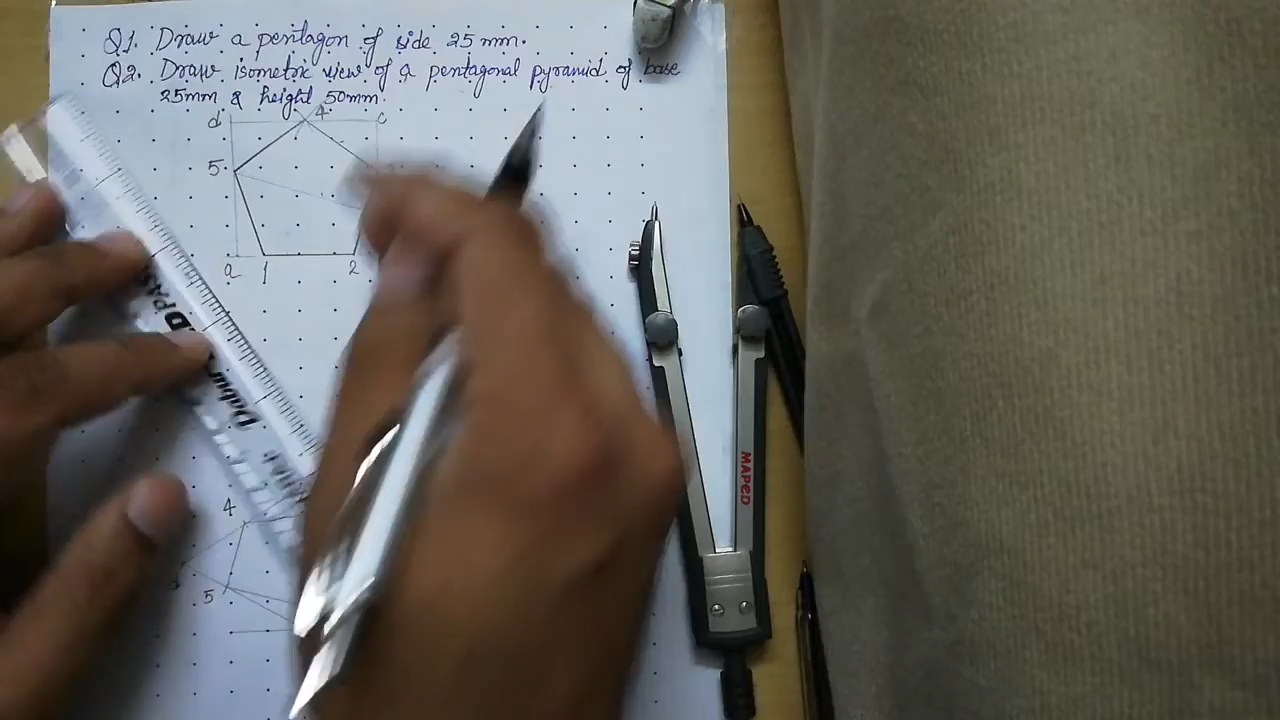 Q1. Draw a pentagon of side 25 mm.
Q2. Draw isometric view of a pentagonal pyramid of base
25mm & height 50mm.
d 4 c
5
a 1 2
4
5
MAPED